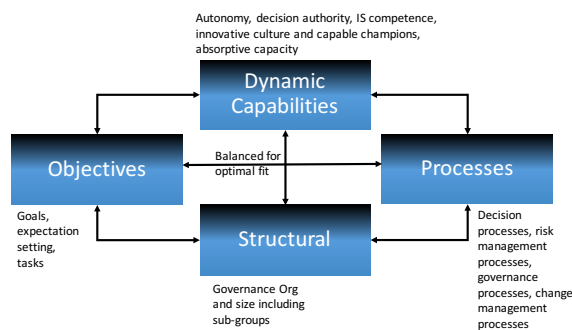 Autonomy, decision authority, IS competence,
innovative culture and capable champions,
absorptive capacity
Dynamic
Capabilities
Objectives
Balanced for
optimal fit
Processes
Goals,
expectation
setting,
tasks
Structural
Decision
processes, risk
management
processes,
governance
processes, change
management
processes
Governance Org
and size including
sub-groups